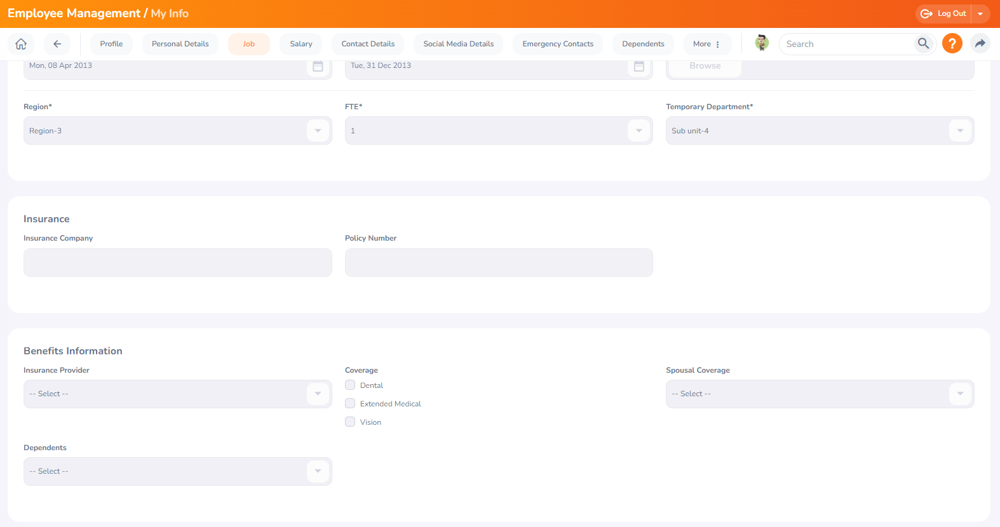 Employee Management / My Info
Log Out
Profile
Personal Details
Job
Salary
Contact Details
Social Media Details
Emergency Contacts
Dependents
More
Search
?
Mon, 08 Apr 2013
Tue, 31 Dec 2013
Browse
Region*
FTE*
Temporary Department*
Region-3
1
Sub unit-4
Insurance
Insurance Company
Policy Number
Benefits Information
Insurance Provider
Coverage
Spousal Coverage
-- Select --
Dental
Extended Medical
Vision
-- Select --
Dependents
-- Select --